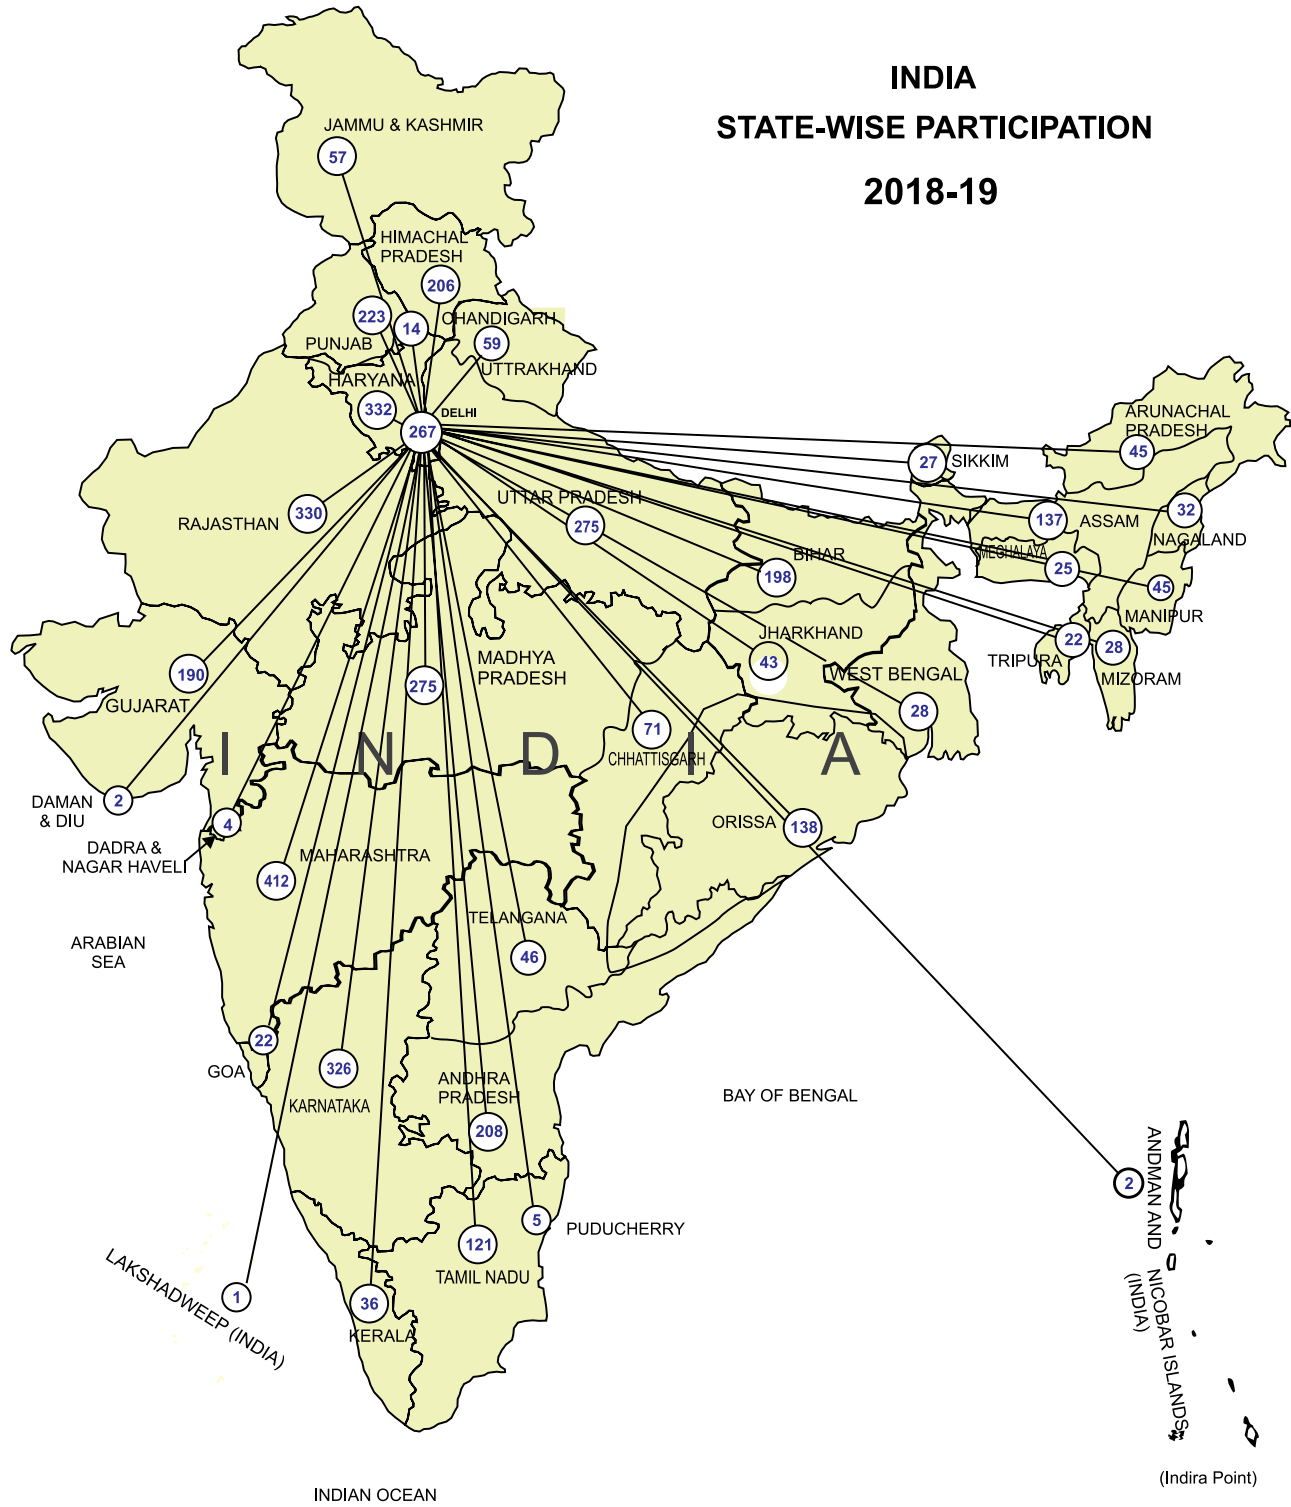 INDIA
STATE-WISE PARTICIPATION
2018-19
JAMMU & KASHMIR
57
HIMACHAL
PRADESH
206
223
14
CHANDIGARH
PUNJAB
59
UTTRAKHAND
HARYANA
332
DELHI
267
ARUNACHAL
PRADESH
45
27
SIKKIM
RAJASTHAN
330
UTTAR PRADESH
275
137
ASSAM
32
NAGALAND
BIHAR
198
MEGHALAYA
25
45
MANIPUR
JHARKHAND
43
TRIPURA
22
28
MIZORAM
190
GUJARAT
275
MADHYA
PRADESH
WEST BENGAL
28
71
CHHATTISGARH
I N D I A
DAMAN
& DIU
2
4
DADRA &
NAGAR HAVELI
ORISSA
138
MAHARASHTRA
412
TELANGANA
46
ARABIAN
SEA
22
GOA
326
KARNATAKA
ANDHRA
PRADESH
208
BAY OF BENGAL
2
ANDMAN AND NICOBAR ISLANDS
(INDIA)
5
PUDUCHERRY
121
TAMIL NADU
1
LAKSHADWEEP (INDIA)
36
KERALA
(Indira Point)
INDIAN OCEAN